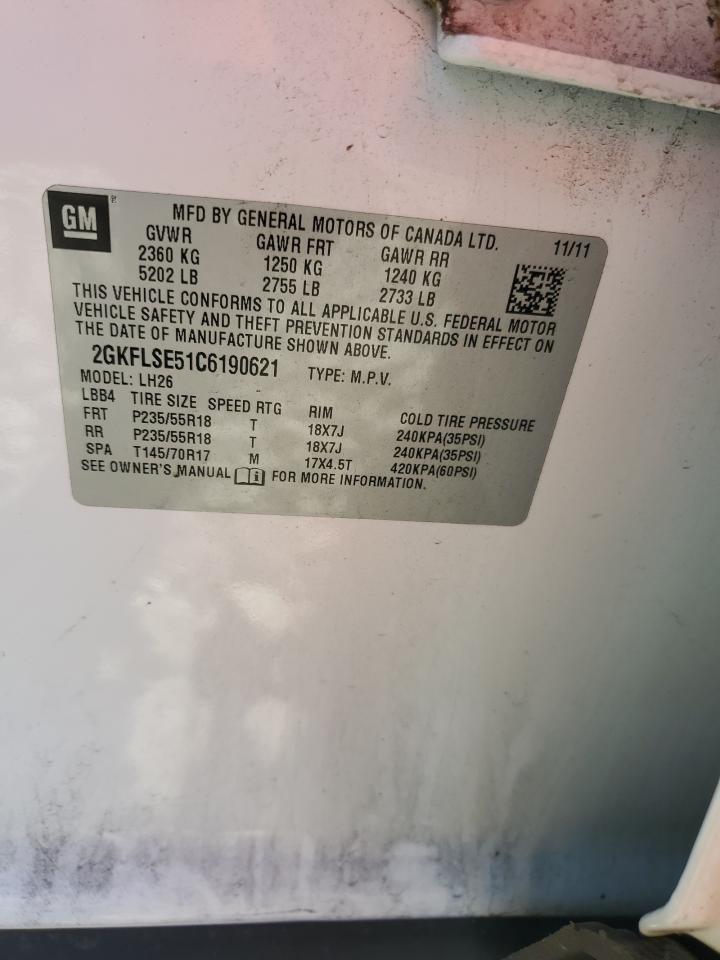 GM
MFD BY GENERAL MOTORS OF CANADA LTD. 11/11
GVWR GAWR FRT GAWR RR
2360 KG 1250 KG 1240 KG
5202 LB 2755 LB 2733 LB
THIS VEHICLE CONFORMS TO ALL APPLICABLE U.S. FEDERAL MOTOR
VEHICLE SAFETY AND THEFT PREVENTION STANDARDS IN EFFECT ON
THE DATE OF MANUFACTURE SHOWN ABOVE.
2GKFLSE51C6190621 TYPE: M.P.V.
MODEL: LH26
LBB4 TIRE SIZE SPEED RTG RIM COLD TIRE PRESSURE
FRT P235/55R18 T 18X7J 240KPA(35PSI)
RR P235/55R18 T 18X7J 240KPA(35PSI)
SPA T145/70R17 M 17X4.5T 420KPA(60PSI)
SEE OWNER'S MANUAL FOR MORE INFORMATION.